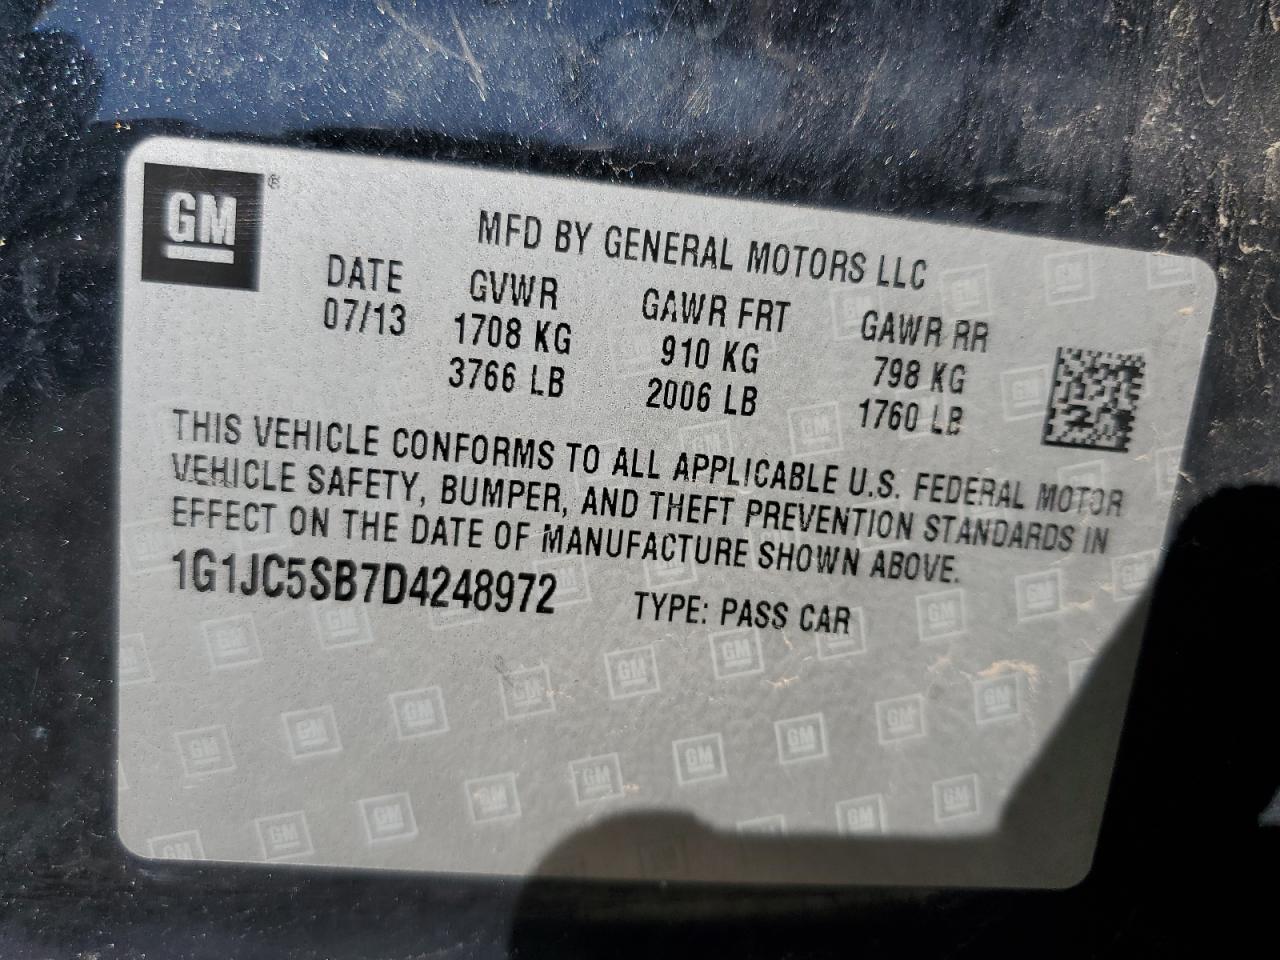 GM®
MFD BY GENERAL MOTORS LLC
DATE GVWR GAWR FRT GAWR RR
07/13 1708 KG 910 KG 798 KG
3766 LB 2006 LB 1760 LB
THIS VEHICLE CONFORMS TO ALL APPLICABLE U.S. FEDERAL MOTOR
VEHICLE SAFETY, BUMPER, AND THEFT PREVENTION STANDARDS IN
EFFECT ON THE DATE OF MANUFACTURE SHOWN ABOVE.
1G1JC5SB7D4248972 TYPE: PASS CAR